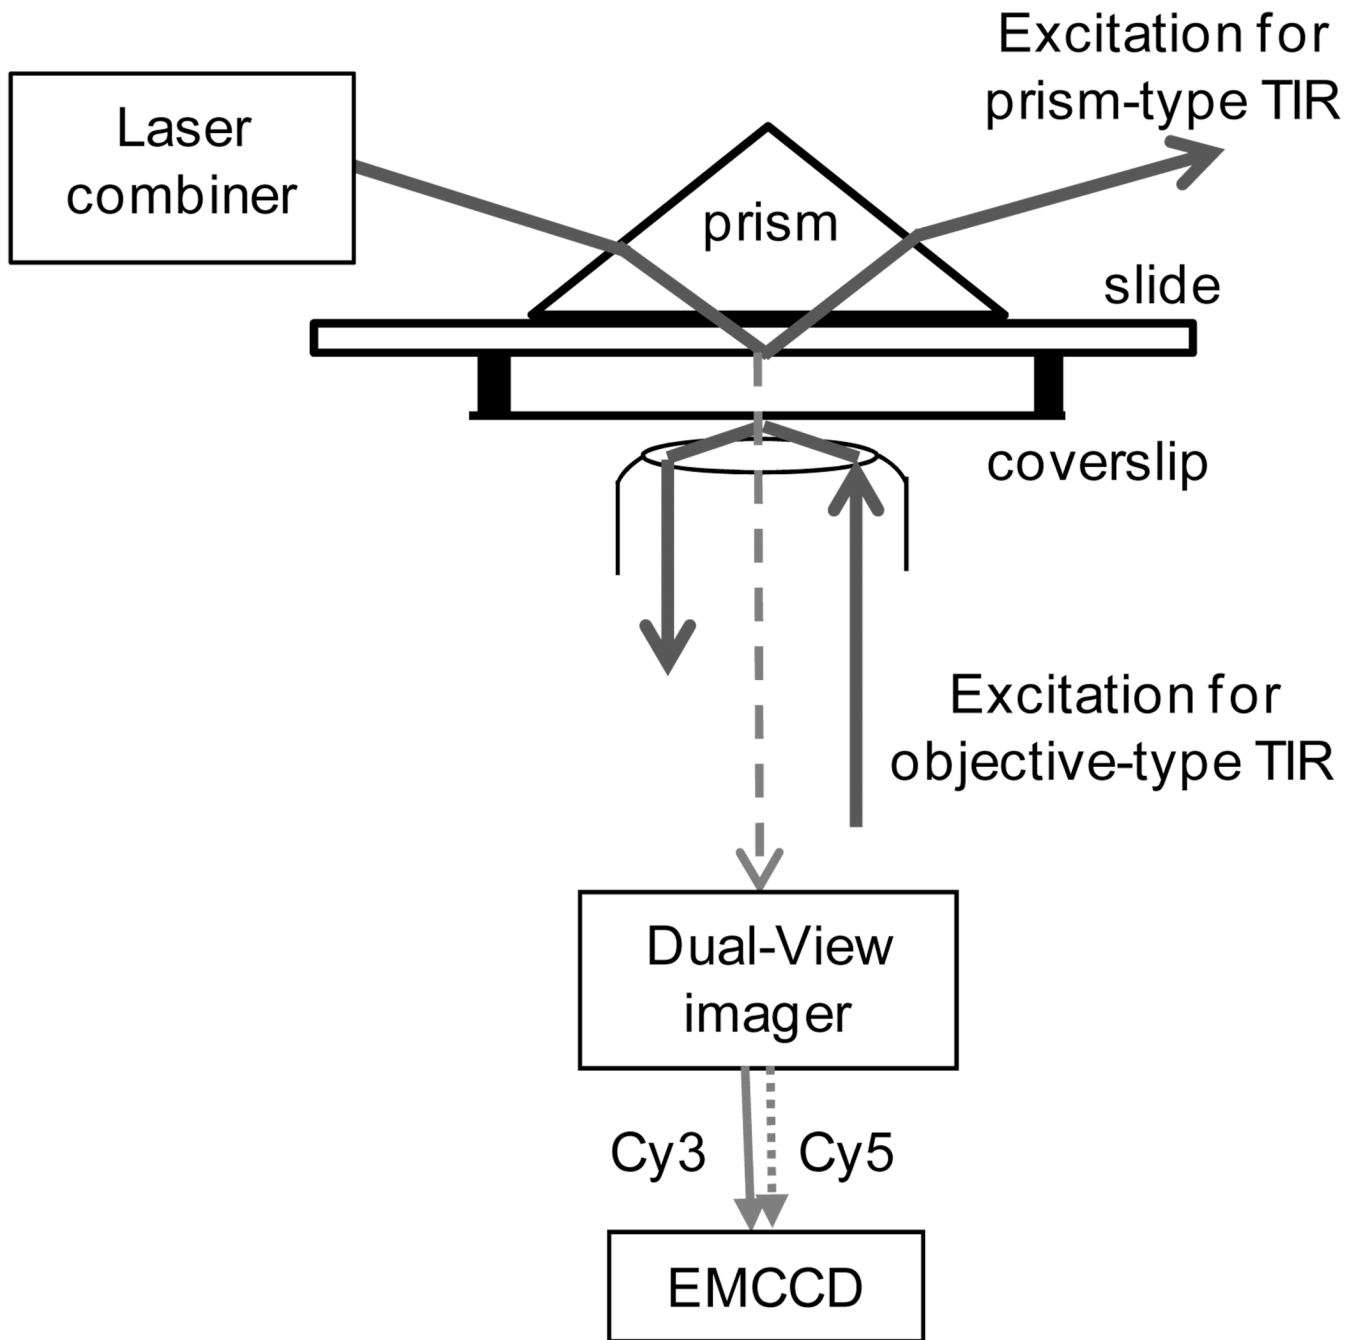 Excitation for
prism-type TIR
Laser
combiner
prism
slide
coverslip
Excitation for
objective-type TIR
Dual-View
imager
Cy3
Cy5
EMCCD